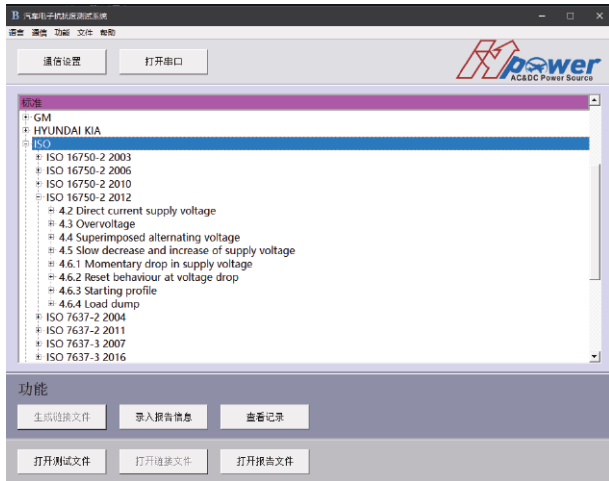 B 汽车电子抗扰度测试系统
语言 通信 功能 文件 帮助
通信设置 打开串口
Hpower
AC&DC Power Source
标准
GM
HYUNDAI KIA
ISO
ISO 16750-2 2003
ISO 16750-2 2006
ISO 16750-2 2010
ISO 16750-2 2012
4.2 Direct current supply voltage
4.3 Overvoltage
4.4 Superimposed alternating voltage
4.5 Slow decrease and increase of supply voltage
4.6.1 Momentary drop in supply voltage
4.6.2 Reset behaviour at voltage drop
4.6.3 Starting profile
4.6.4 Load dump
ISO 7637-2 2004
ISO 7637-2 2011
ISO 7637-3 2007
ISO 7637-3 2016
功能
生成链接文件 录入报告信息 查看记录
打开测试文件 打开链接文件 打开报告文件